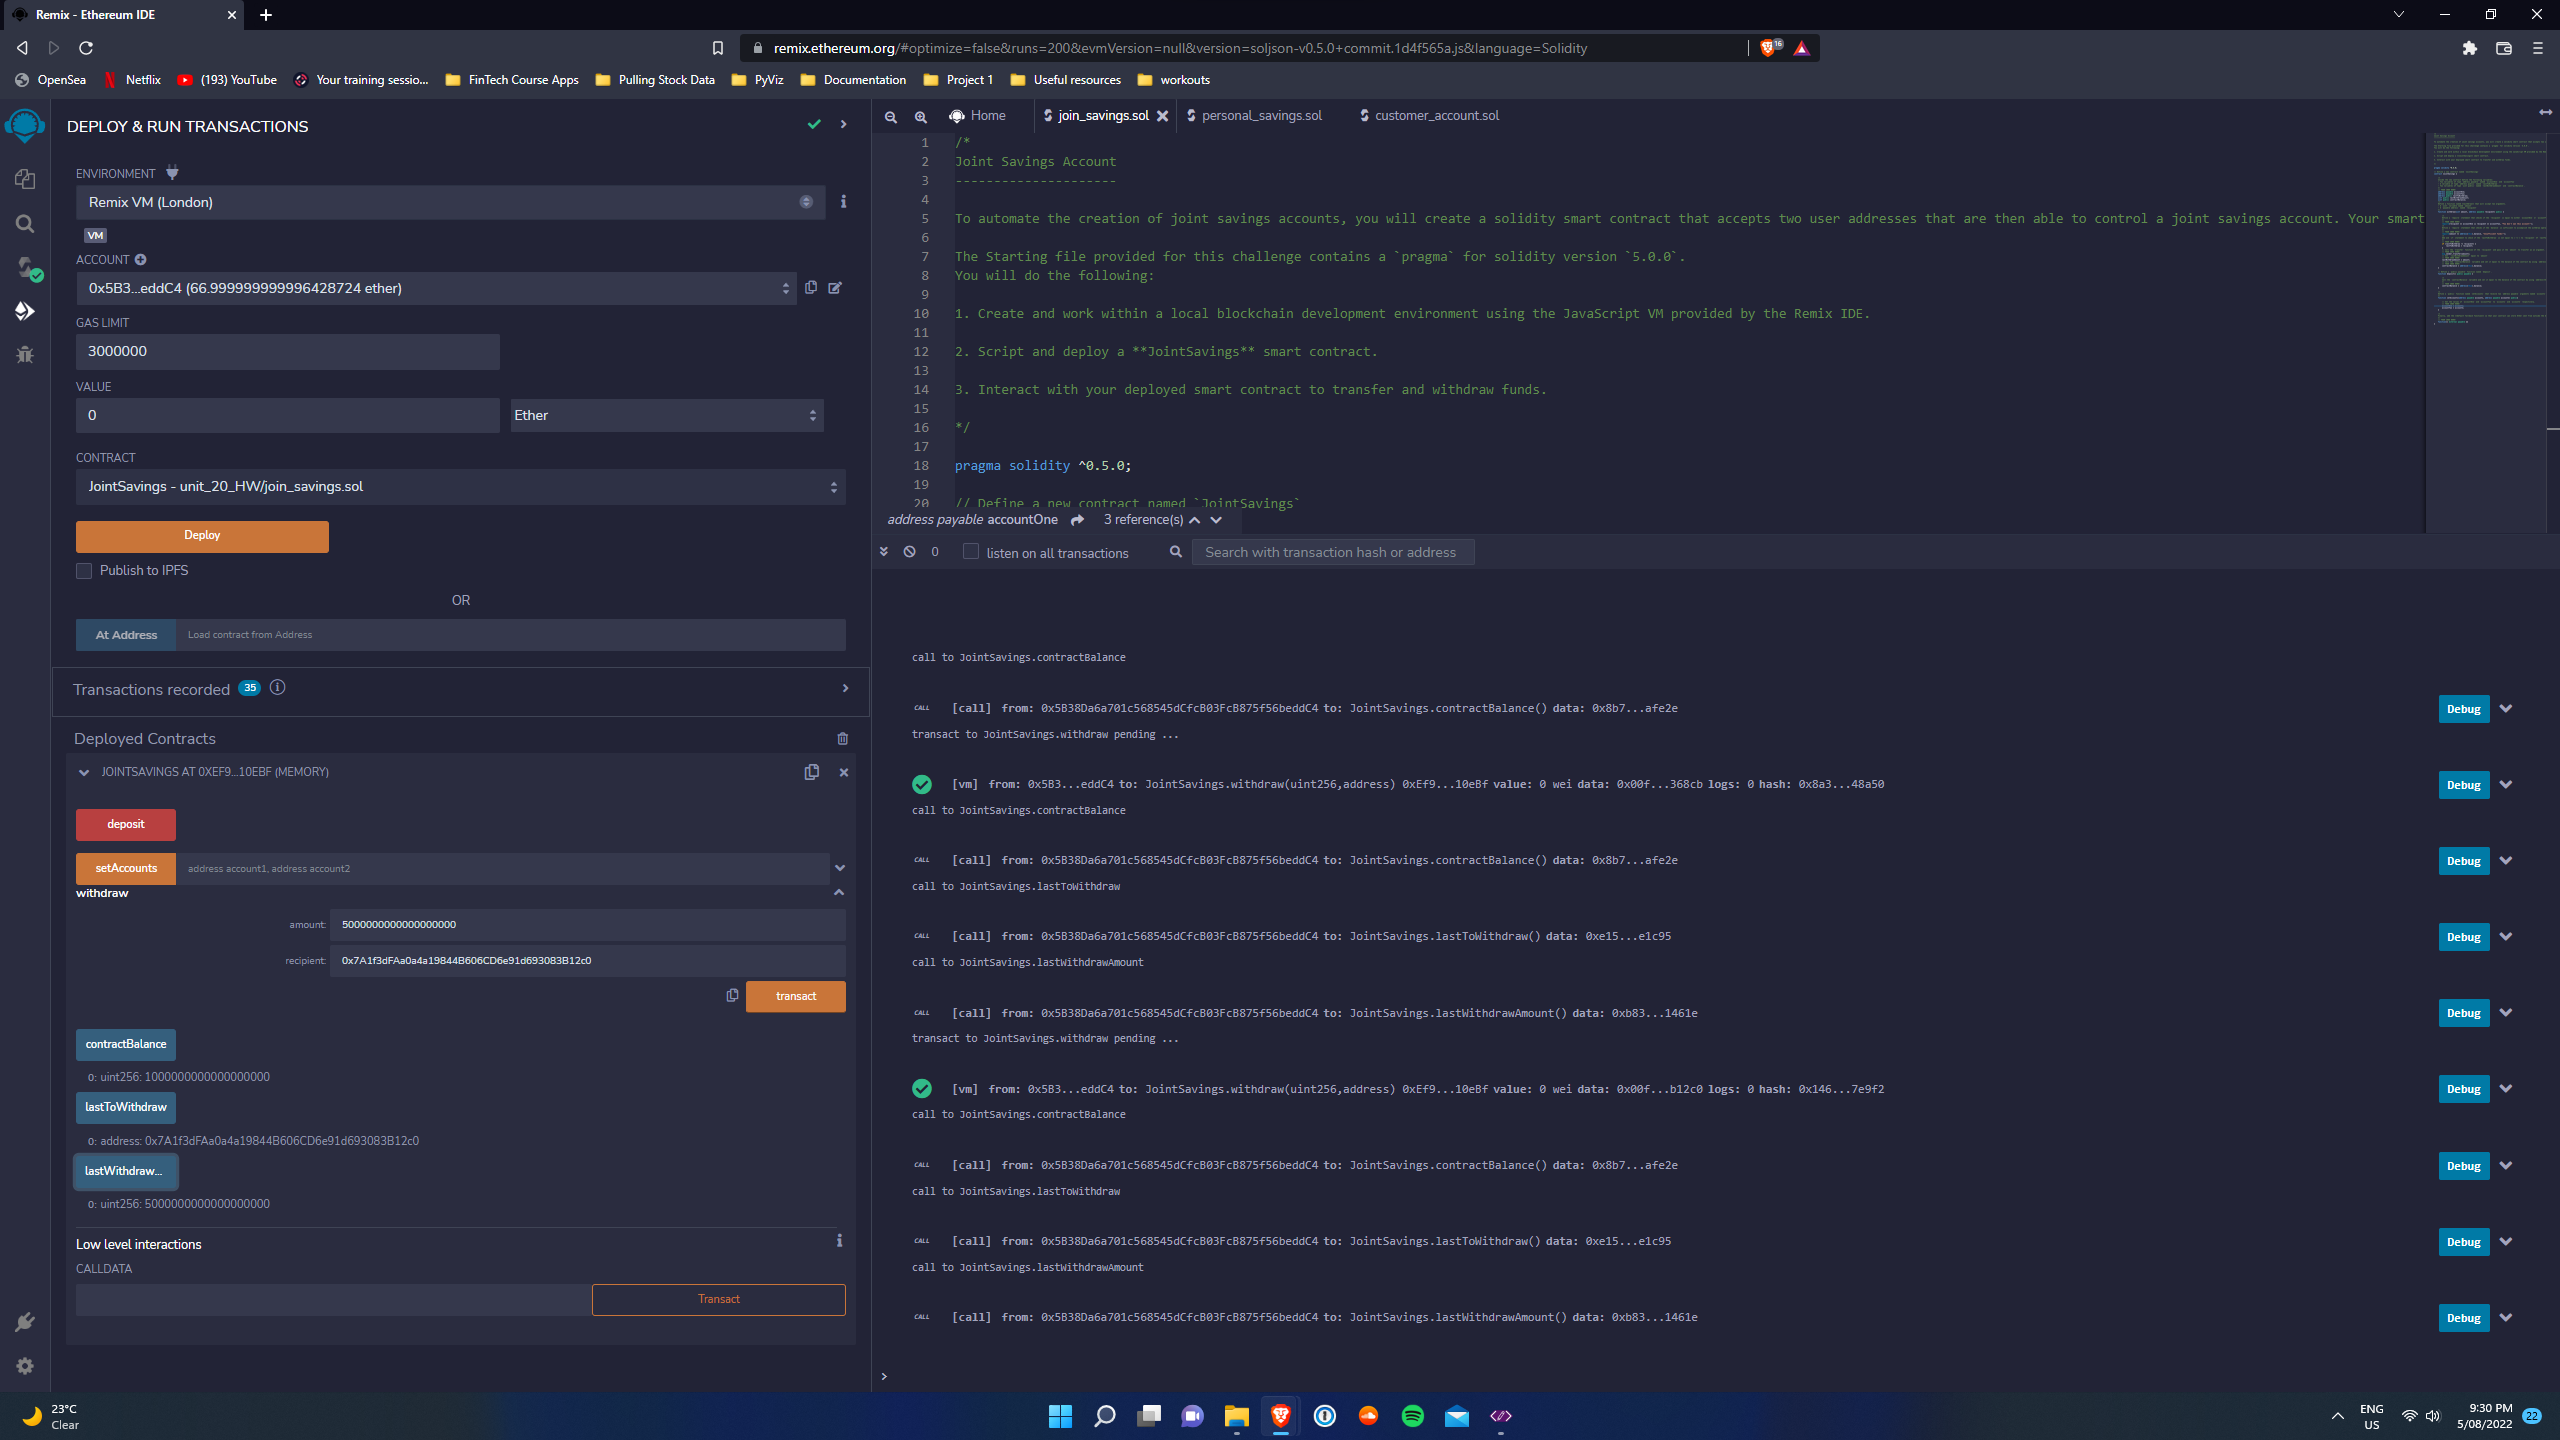 Remix - Ethereum IDE
remix.ethereum.org/#optimize=false&runs=200&evmVersion=null&version=soljson-v0.5.0+commit.1d4f565a.js&language=Solidity
16
OpenSea
Netflix
(193) YouTube
Your training sessio...
FinTech Course Apps
Pulling Stock Data
PyViz
Documentation
Project 1
Useful resources
workouts
DEPLOY & RUN TRANSACTIONS
ENVIRONMENT
Remix VM (London)
VM
ACCOUNT
0x5B3...eddC4 (66.999999999996428724 ether)
GAS LIMIT
3000000
VALUE
0
Ether
CONTRACT
JointSavings - unit_20_HW/join_savings.sol
Deploy
Publish to IPFS
OR
At Address
Load contract from Address
Transactions recorded 35
Deployed Contracts
JOINTSAVINGS AT 0XEF9...10EBF (MEMORY)
deposit
setAccounts
address account1, address account2
withdraw
amount: 5000000000000000000
recipient: 0x7A1f3dFAa0a4a19844B606CD6e91d693083B12c0
transact
contractBalance
0: uint256: 1000000000000000000
lastToWithdraw
0: address: 0x7A1f3dFAa0a4a19844B606CD6e91d693083B12c0
lastWithdraw...
0: uint256: 5000000000000000000
Low level interactions
CALLDATA
Transact
Home
join_savings.sol
personal_savings.sol
customer_account.sol
1 /*
2 Joint Savings Account
3 ---------------------
4
5 To automate the creation of joint savings accounts, you will create a solidity smart contract that accepts two user addresses that are then able to control a joint savings account. Your smart
6
7 The Starting file provided for this challenge contains a `pragma` for solidity version `5.0.0`.
8 You will do the following:
9
10 1. Create and work within a local blockchain development environment using the JavaScript VM provided by the Remix IDE.
11
12 2. Script and deploy a **JointSavings** smart contract.
13
14 3. Interact with your deployed smart contract to transfer and withdraw funds.
15
16 */
17
18 pragma solidity ^0.5.0;
19
20 // Define a new contract named `JointSavings`
address payable accountOne 3 reference(s)
0
listen on all transactions
Search with transaction hash or address
call to JointSavings.contractBalance
CALL [call] from: 0x5B38Da6a701c568545dCfcB03FcB875f56beddC4 to: JointSavings.contractBalance() data: 0x8b7...afe2e Debug
transact to JointSavings.withdraw pending ...
[vm] from: 0x5B3...eddC4 to: JointSavings.withdraw(uint256,address) 0xEf9...10eBf value: 0 wei data: 0x00f...368cb logs: 0 hash: 0x8a3...48a50 Debug
call to JointSavings.contractBalance
CALL [call] from: 0x5B38Da6a701c568545dCfcB03FcB875f56beddC4 to: JointSavings.contractBalance() data: 0x8b7...afe2e Debug
call to JointSavings.lastToWithdraw
CALL [call] from: 0x5B38Da6a701c568545dCfcB03FcB875f56beddC4 to: JointSavings.lastToWithdraw() data: 0xe15...e1c95 Debug
call to JointSavings.lastWithdrawAmount
CALL [call] from: 0x5B38Da6a701c568545dCfcB03FcB875f56beddC4 to: JointSavings.lastWithdrawAmount() data: 0xb83...1461e Debug
transact to JointSavings.withdraw pending ...
[vm] from: 0x5B3...eddC4 to: JointSavings.withdraw(uint256,address) 0xEf9...10eBf value: 0 wei data: 0x00f...b12c0 logs: 0 hash: 0x146...7e9f2 Debug
call to JointSavings.contractBalance
CALL [call] from: 0x5B38Da6a701c568545dCfcB03FcB875f56beddC4 to: JointSavings.contractBalance() data: 0x8b7...afe2e Debug
call to JointSavings.lastToWithdraw
CALL [call] from: 0x5B38Da6a701c568545dCfcB03FcB875f56beddC4 to: JointSavings.lastToWithdraw() data: 0xe15...e1c95 Debug
call to JointSavings.lastWithdrawAmount
CALL [call] from: 0x5B38Da6a701c568545dCfcB03FcB875f56beddC4 to: JointSavings.lastWithdrawAmount() data: 0xb83...1461e Debug
>
23°C
Clear
ENG
US
9:30 PM
5/08/2022
22